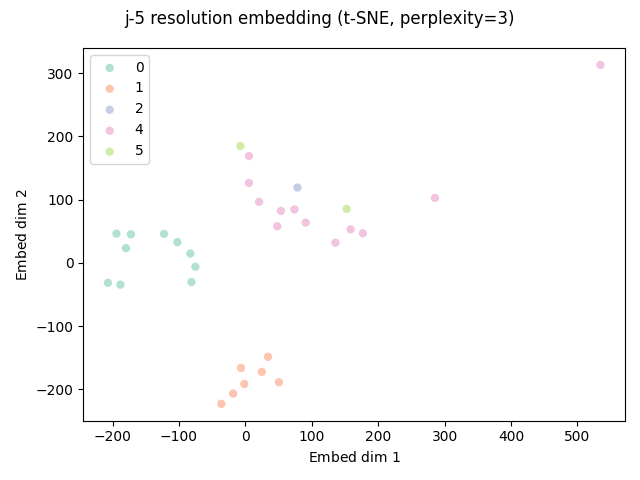 j-5 resolution embedding (t-SNE, perplexity=3)
0
1
2
4
5
300
200
100
0
−100
−200
Embed dim 2
−200 −100 0 100 200 300 400 500
Embed dim 1